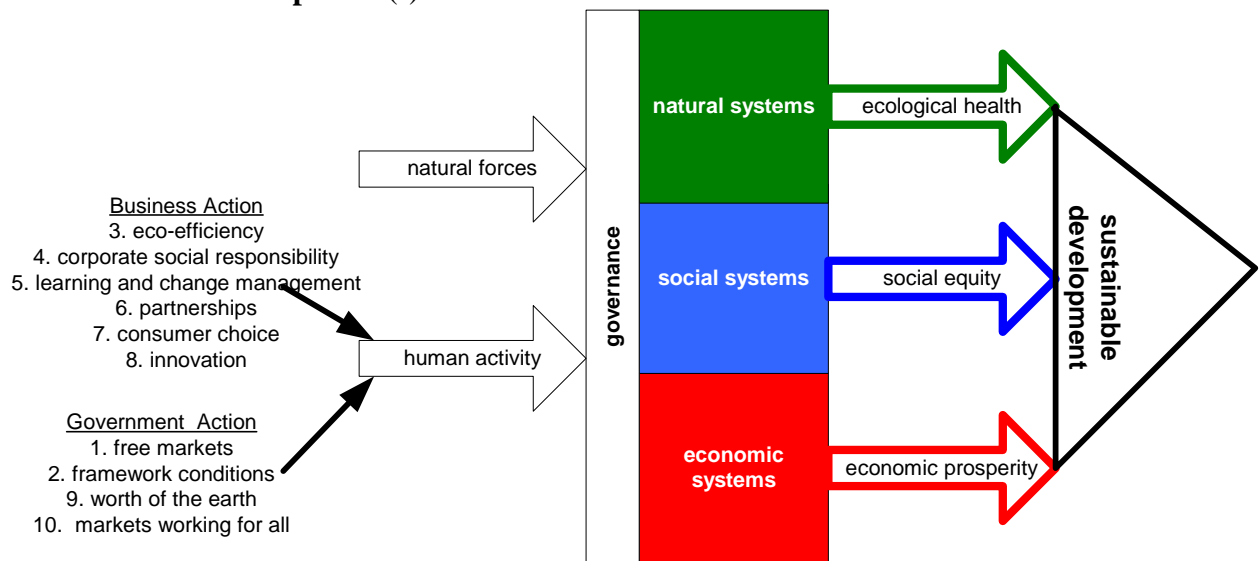 natural forces
Business Action
3. eco-efficiency
4. corporate social responsibility
5. learning and change management
6. partnerships
7. consumer choice
8. innovation
human activity
Government Action
1. free markets
2. framework conditions
9. worth of the earth
10. markets working for all
governance
natural systems
social systems
economic
systems
ecological health
social equity
economic prosperity
sustainable
development